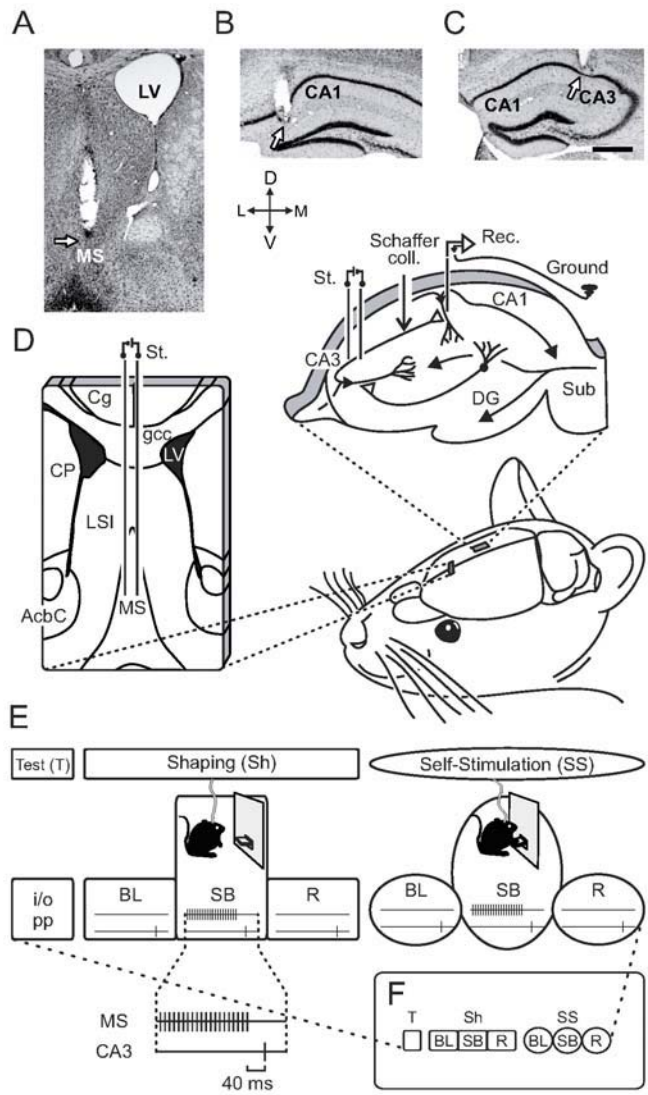 A
B
C
LV
MS
CA1
CA1
CA3
D
L
M
V
Schaffer
coll.
Rec.
Ground
St.
CA1
CA3
DG
Sub
D
St.
Cg
gcc
LV
CP
LSI
AcbC
MS
E
Test (T)
Shaping (Sh)
Self-Stimulation (SS)
i/o
pp
BL
SB
R
BL
SB
R
MS
CA3
40 ms
F
T
Sh
SS
BL
SB
R
BL
SB
R